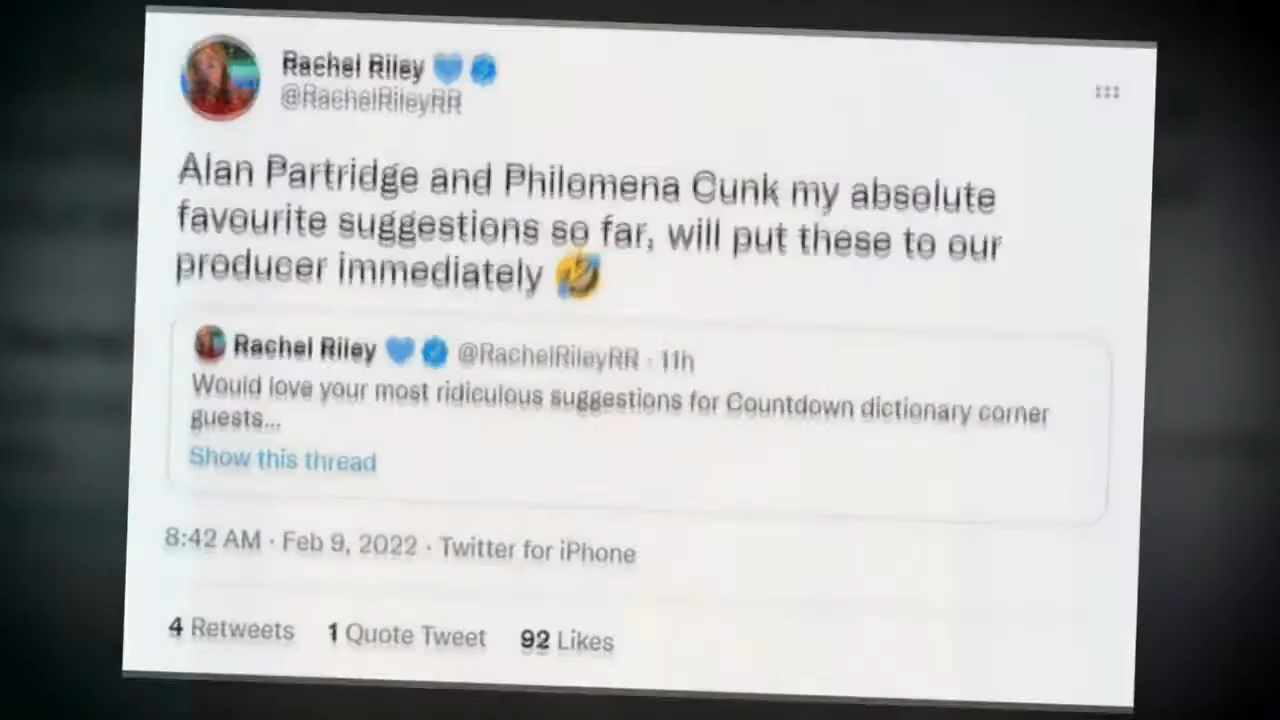 Rachel Riley 💙
@RachelRileyRR
Alan Partridge and Philomena Cunk my absolute
favourite suggestions so far, will put these to our
producer immediately 🤣
Rachel Riley 💙 @RachelRileyRR · 11h
Would love your most ridiculous suggestions for Countdown dictionary corner
guests...
Show this thread
8:42 AM · Feb 9, 2022 · Twitter for iPhone
4 Retweets 1 Quote Tweet 92 Likes